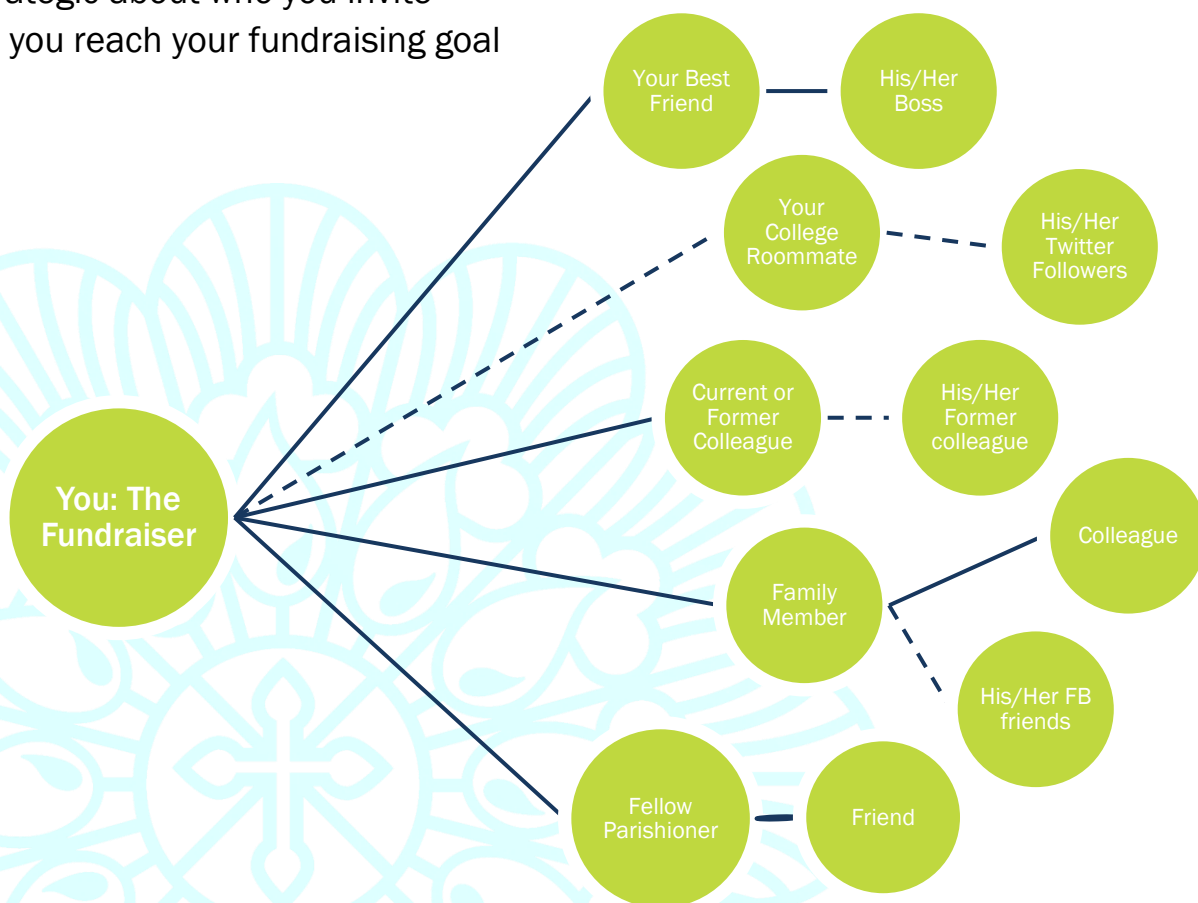 you reach your fundraising goal
Your Best
Friend
His/Her
Boss
Your
College
Roommate
His/Her
Twitter
Followers
Current or
Former
Colleague
His/Her
Former
colleague
You: The
Fundraiser
Colleague
Family
Member
His/Her FB
friends
Fellow
Parishioner
Friend